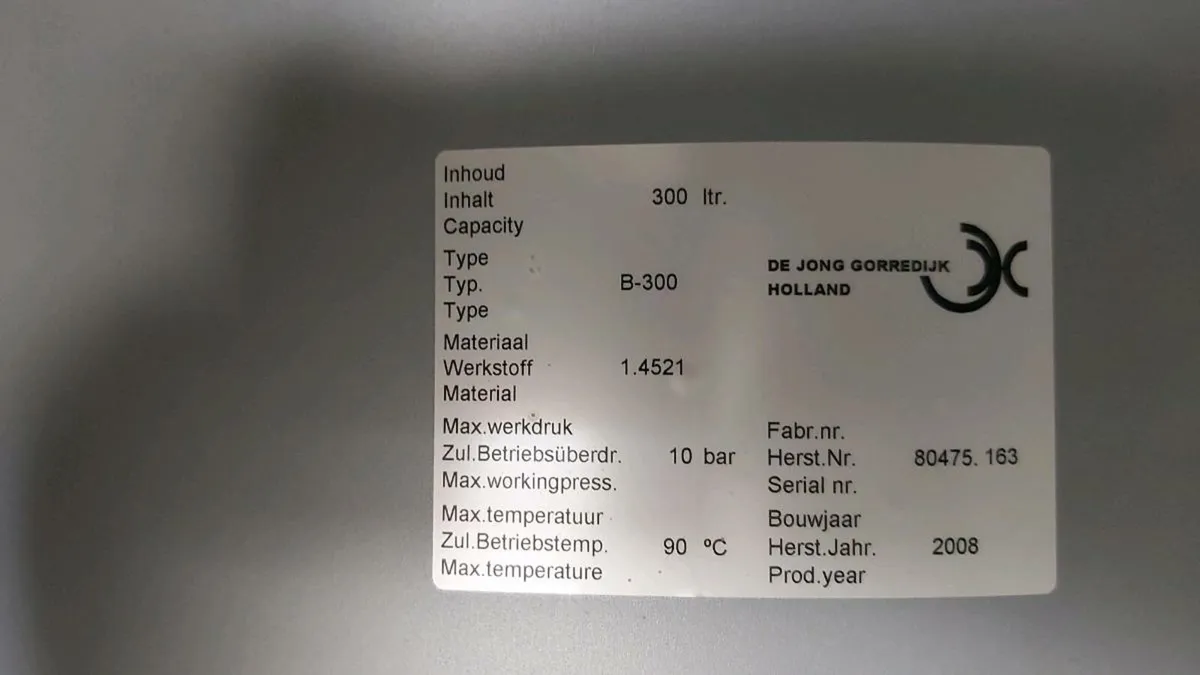 Inhoud
Inhalt 300 ltr.
Capacity
Type
Typ. B-300
Type
DE JONG GORREDIJK
HOLLAND
Materiaal
Werkstoff 1.4521
Material
Max.werkdruk
Zul.Betriebsüberdr. 10 bar
Max.workingpress.
Fabr.nr.
Herst.Nr. 80475. 163
Serial nr.
Max.temperatuur
Zul.Betriebstemp. 90 ºC
Max.temperature
Bouwjaar
Herst.Jahr. 2008
Prod.year